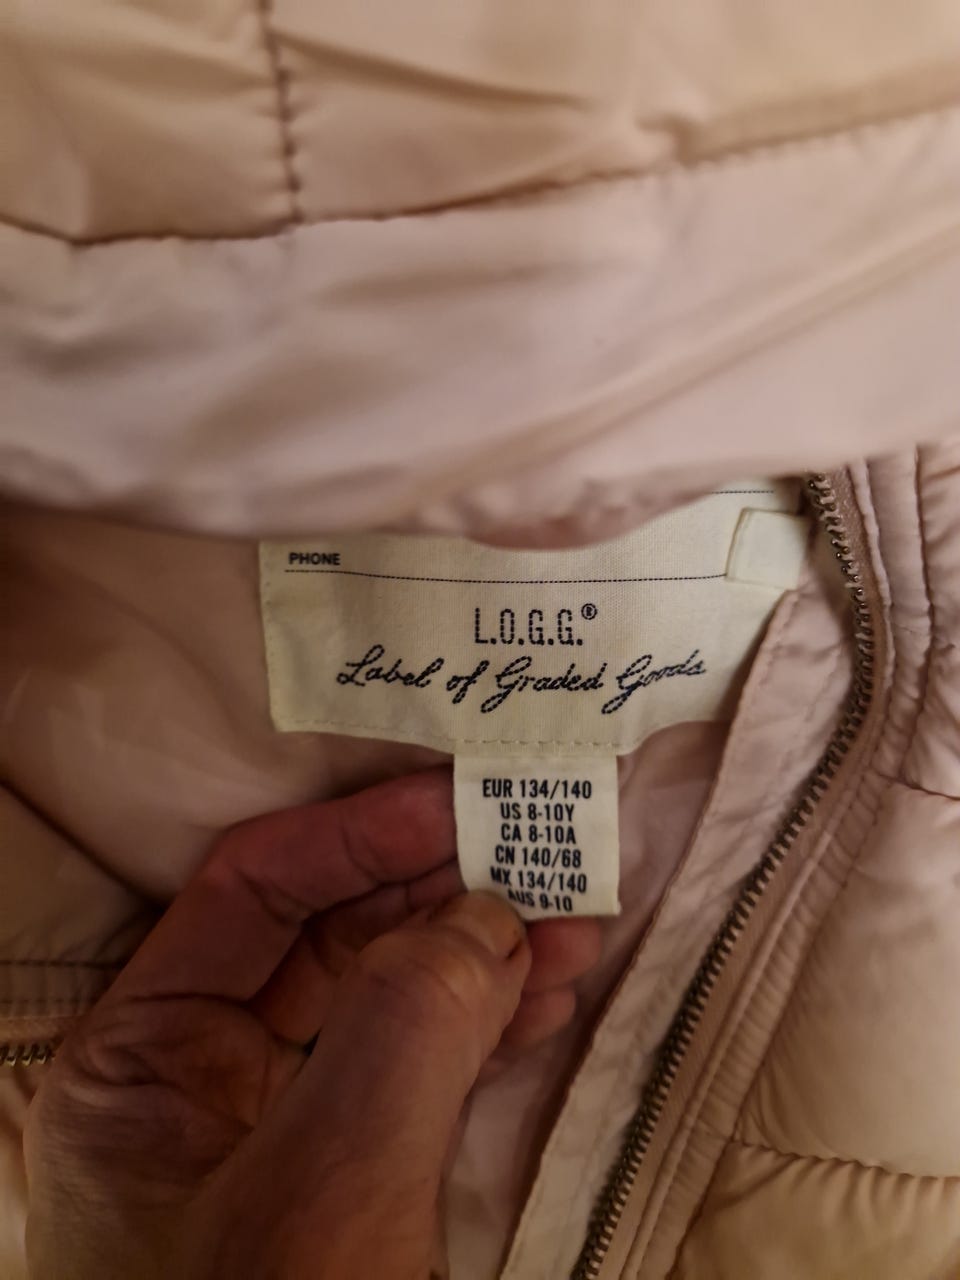 PHONE
L.O.G.G.®
Label of Graded Goods
EUR 134/140
US 8-10Y
CA 8-10A
CN 140/68
MX 134/140
AUS 9-10